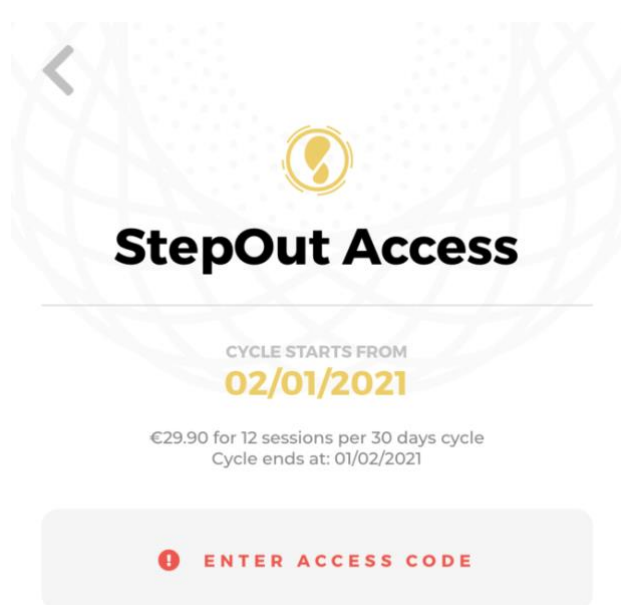 StepOut Access
CYCLE STARTS FROM
02/01/2021
€29.90 for 12 sessions per 30 days cycle
Cycle ends at: 01/02/2021
ENTER ACCESS CODE